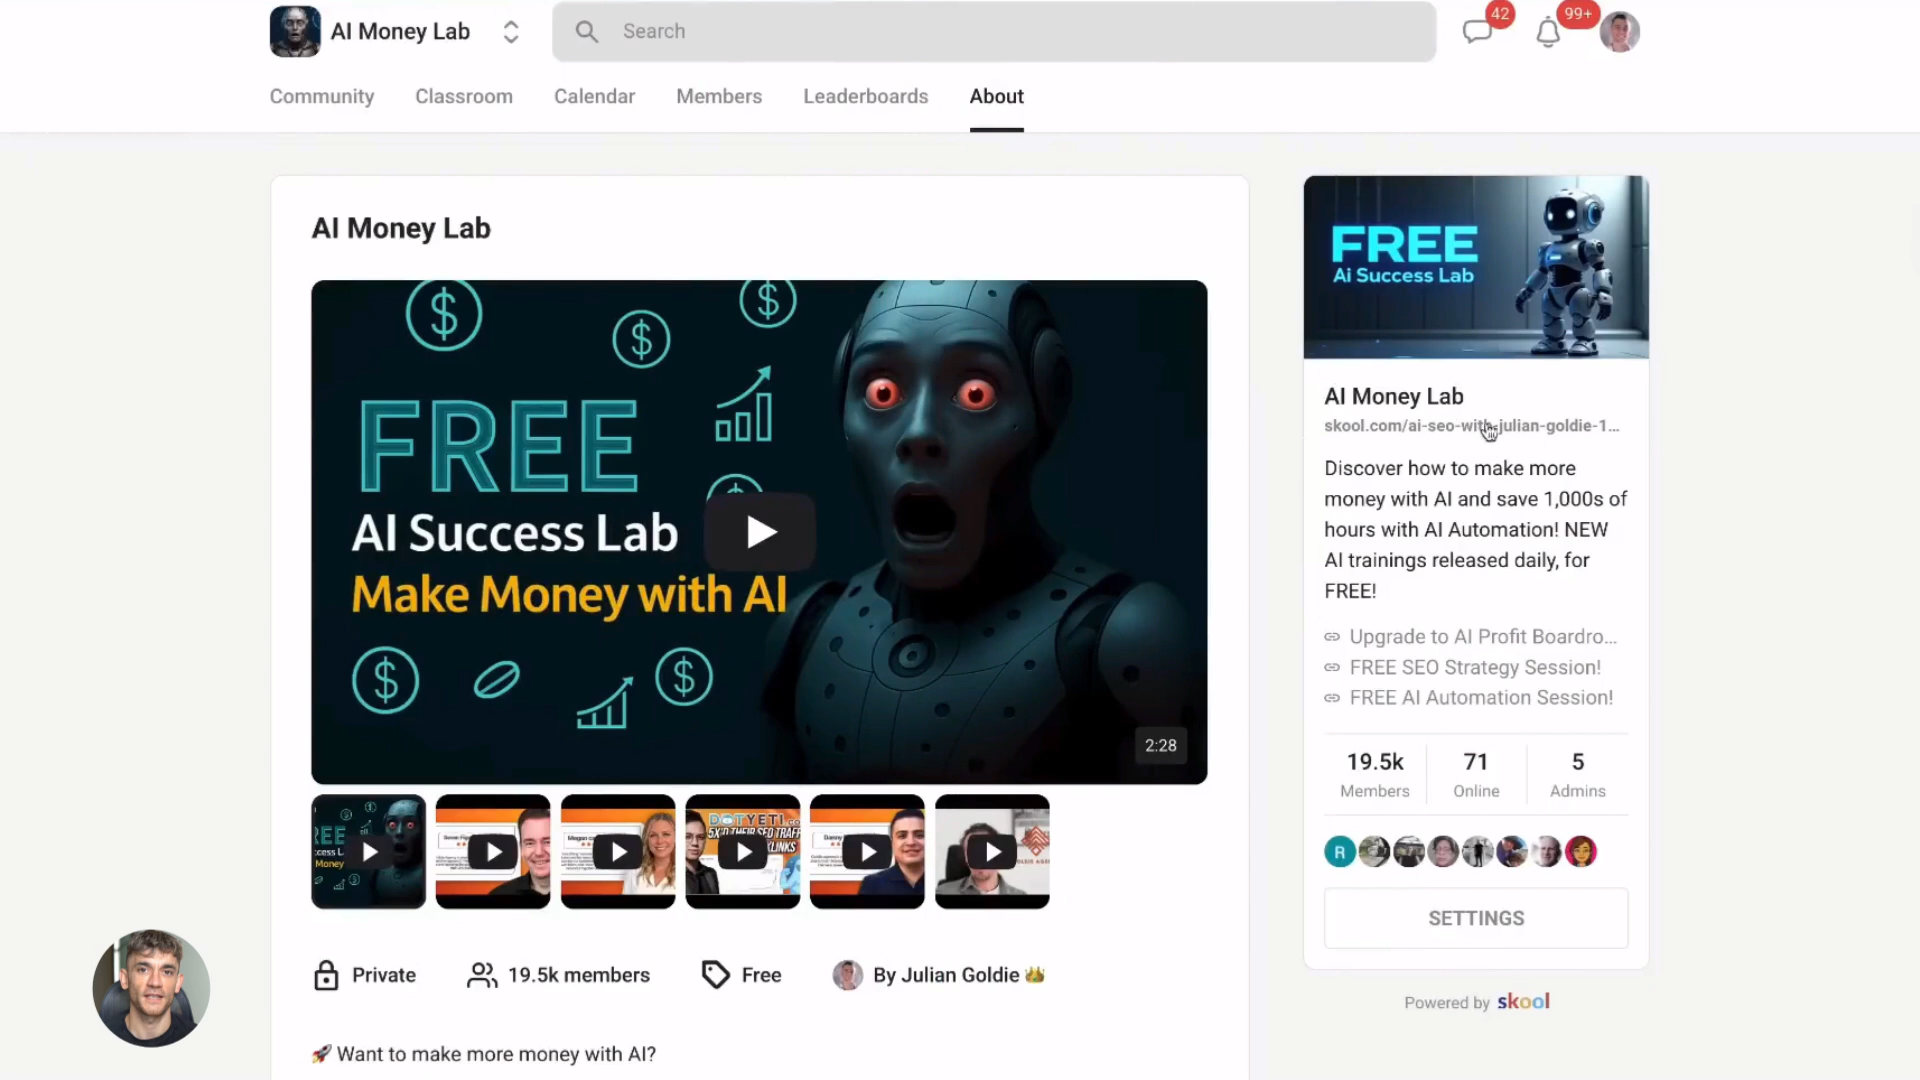 AI Money Lab
Search
42
99+
Community
Classroom
Calendar
Members
Leaderboards
About
AI Money Lab
FREE
AI Success Lab
Make Money with AI
2:28
Private
19.5k members
Free
By Julian Goldie
🚀 Want to make more money with AI?
FREE
Ai Success Lab
AI Money Lab
skool.com/ai-seo-with-julian-goldie-1...
Discover how to make more
money with AI and save 1,000s of
hours with AI Automation! NEW
AI trainings released daily, for
FREE!
Upgrade to AI Profit Boardro...
FREE SEO Strategy Session!
FREE AI Automation Session!
19.5k
Members
71
Online
5
Admins
R
SETTINGS
Powered by skool